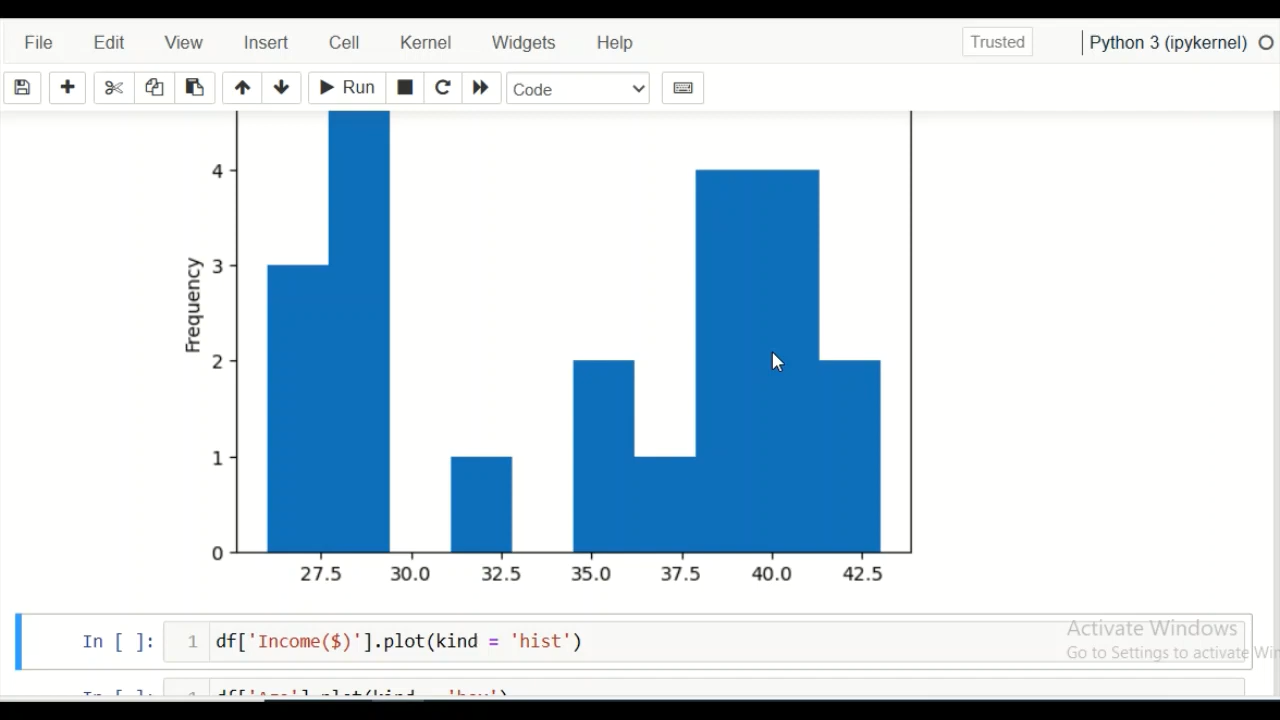 File Edit View Insert Cell Kernel Widgets Help Trusted Python 3 (ipykernel)
Run Code
4
3
2
1
0
Frequency
27.5 30.0 32.5 35.0 37.5 40.0 42.5
In [ ]: 1 df['Income($)'].plot(kind = 'hist')
Activate Windows
Go to Settings to activate Win